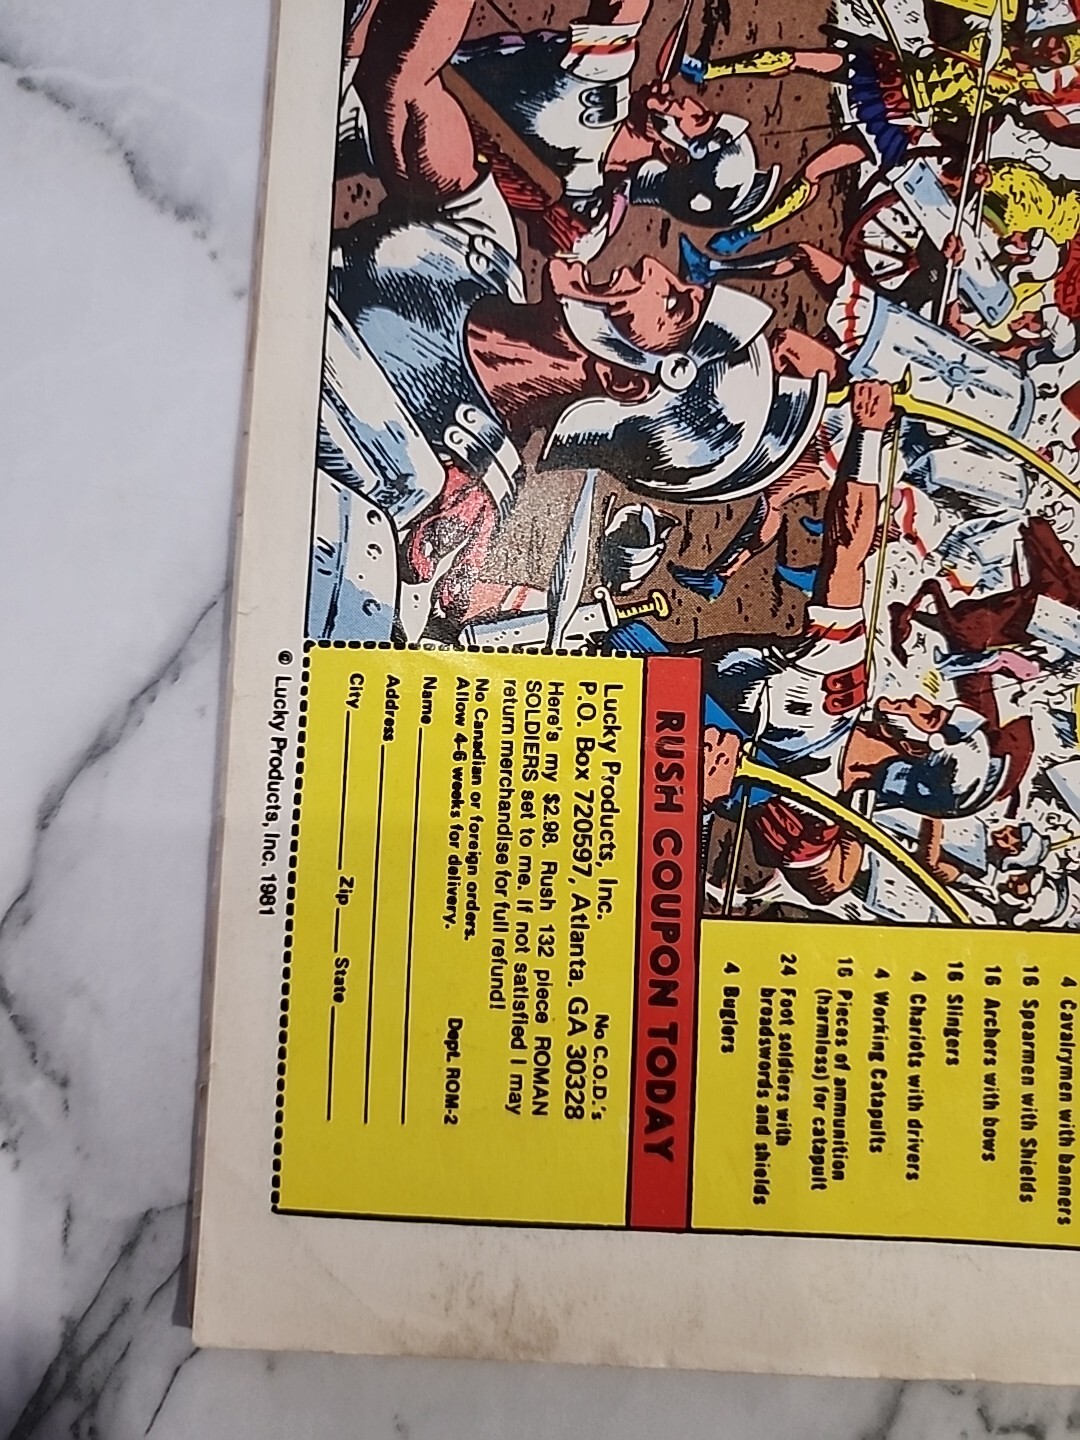 4 Cavalrymen with banners
16 Spearmen with Shields
16 Archers with bows
16 Slingers
4 Chariots with drivers
4 Working Catapults
16 Pieces of ammunition
(harmless) for catapult
24 Foot soldiers with
broadswords and shields
4 Buglers
RUSH COUPON TODAY
Lucky Products, Inc. No C.O.D.'s
P.O. Box 720597, Atlanta, GA 30328
Here's my $2.98. Rush 132 piece ROMAN
SOLDIERS set to me. If not satisfied I may
return merchandise for full refund!
No Canadian or foreign orders.
Allow 4-6 weeks for delivery. Dept. ROM-2
Name
Address
City Zip State
© Lucky Products, Inc. 1981